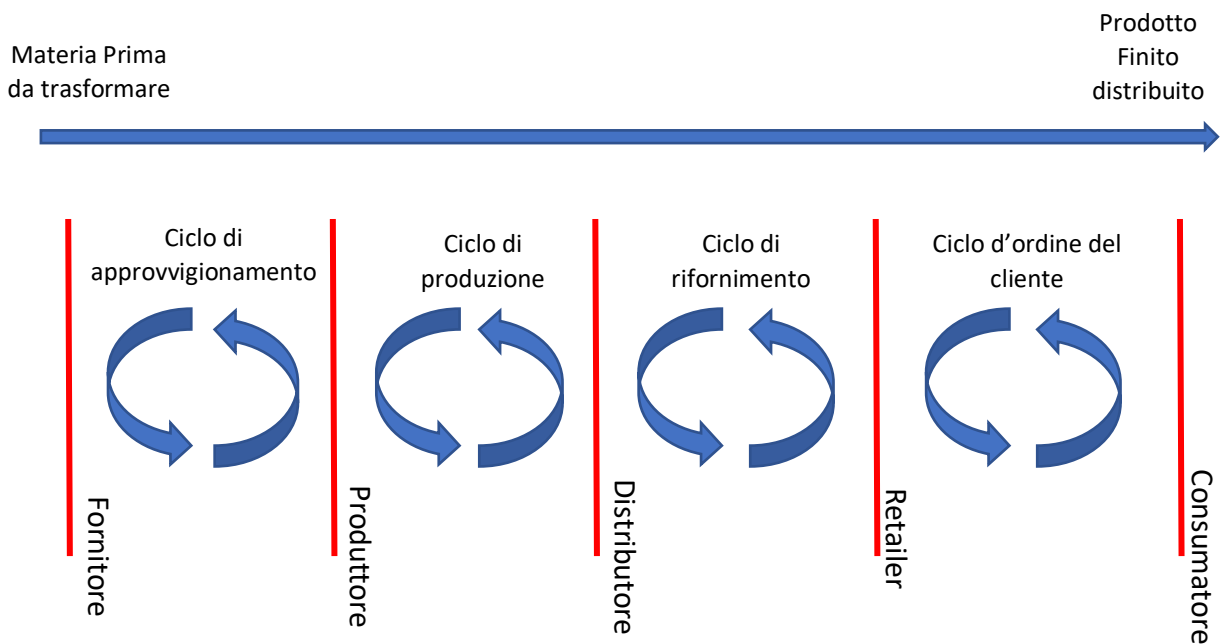 Materia Prima
da trasformare
Prodotto
Finito
distribuito
Ciclo di
approvvigionamento
Ciclo di
produzione
Ciclo di
rifornimento
Ciclo d’ordine del
cliente
Fornitore
Produttore
Distributore
Retailer
Consumatore